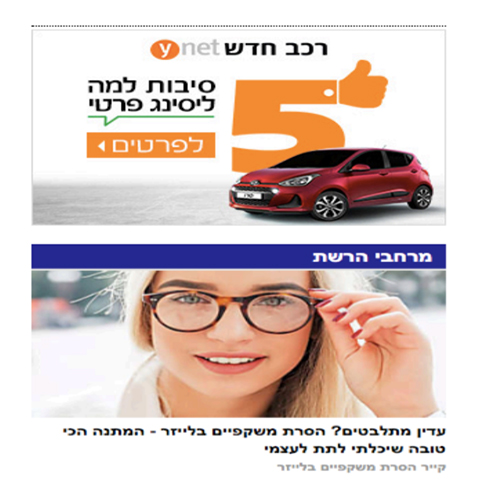 רכב חדש ynet
5 סיבות למה
ליסינג פרטי
לפרטים
מרחבי הרשת
עדין מתלבטים? הסרת משקפיים בלייזר - המתנה הכי
טובה שיכלתי לתת לעצמי
קייר הסרת משקפיים בלייזר